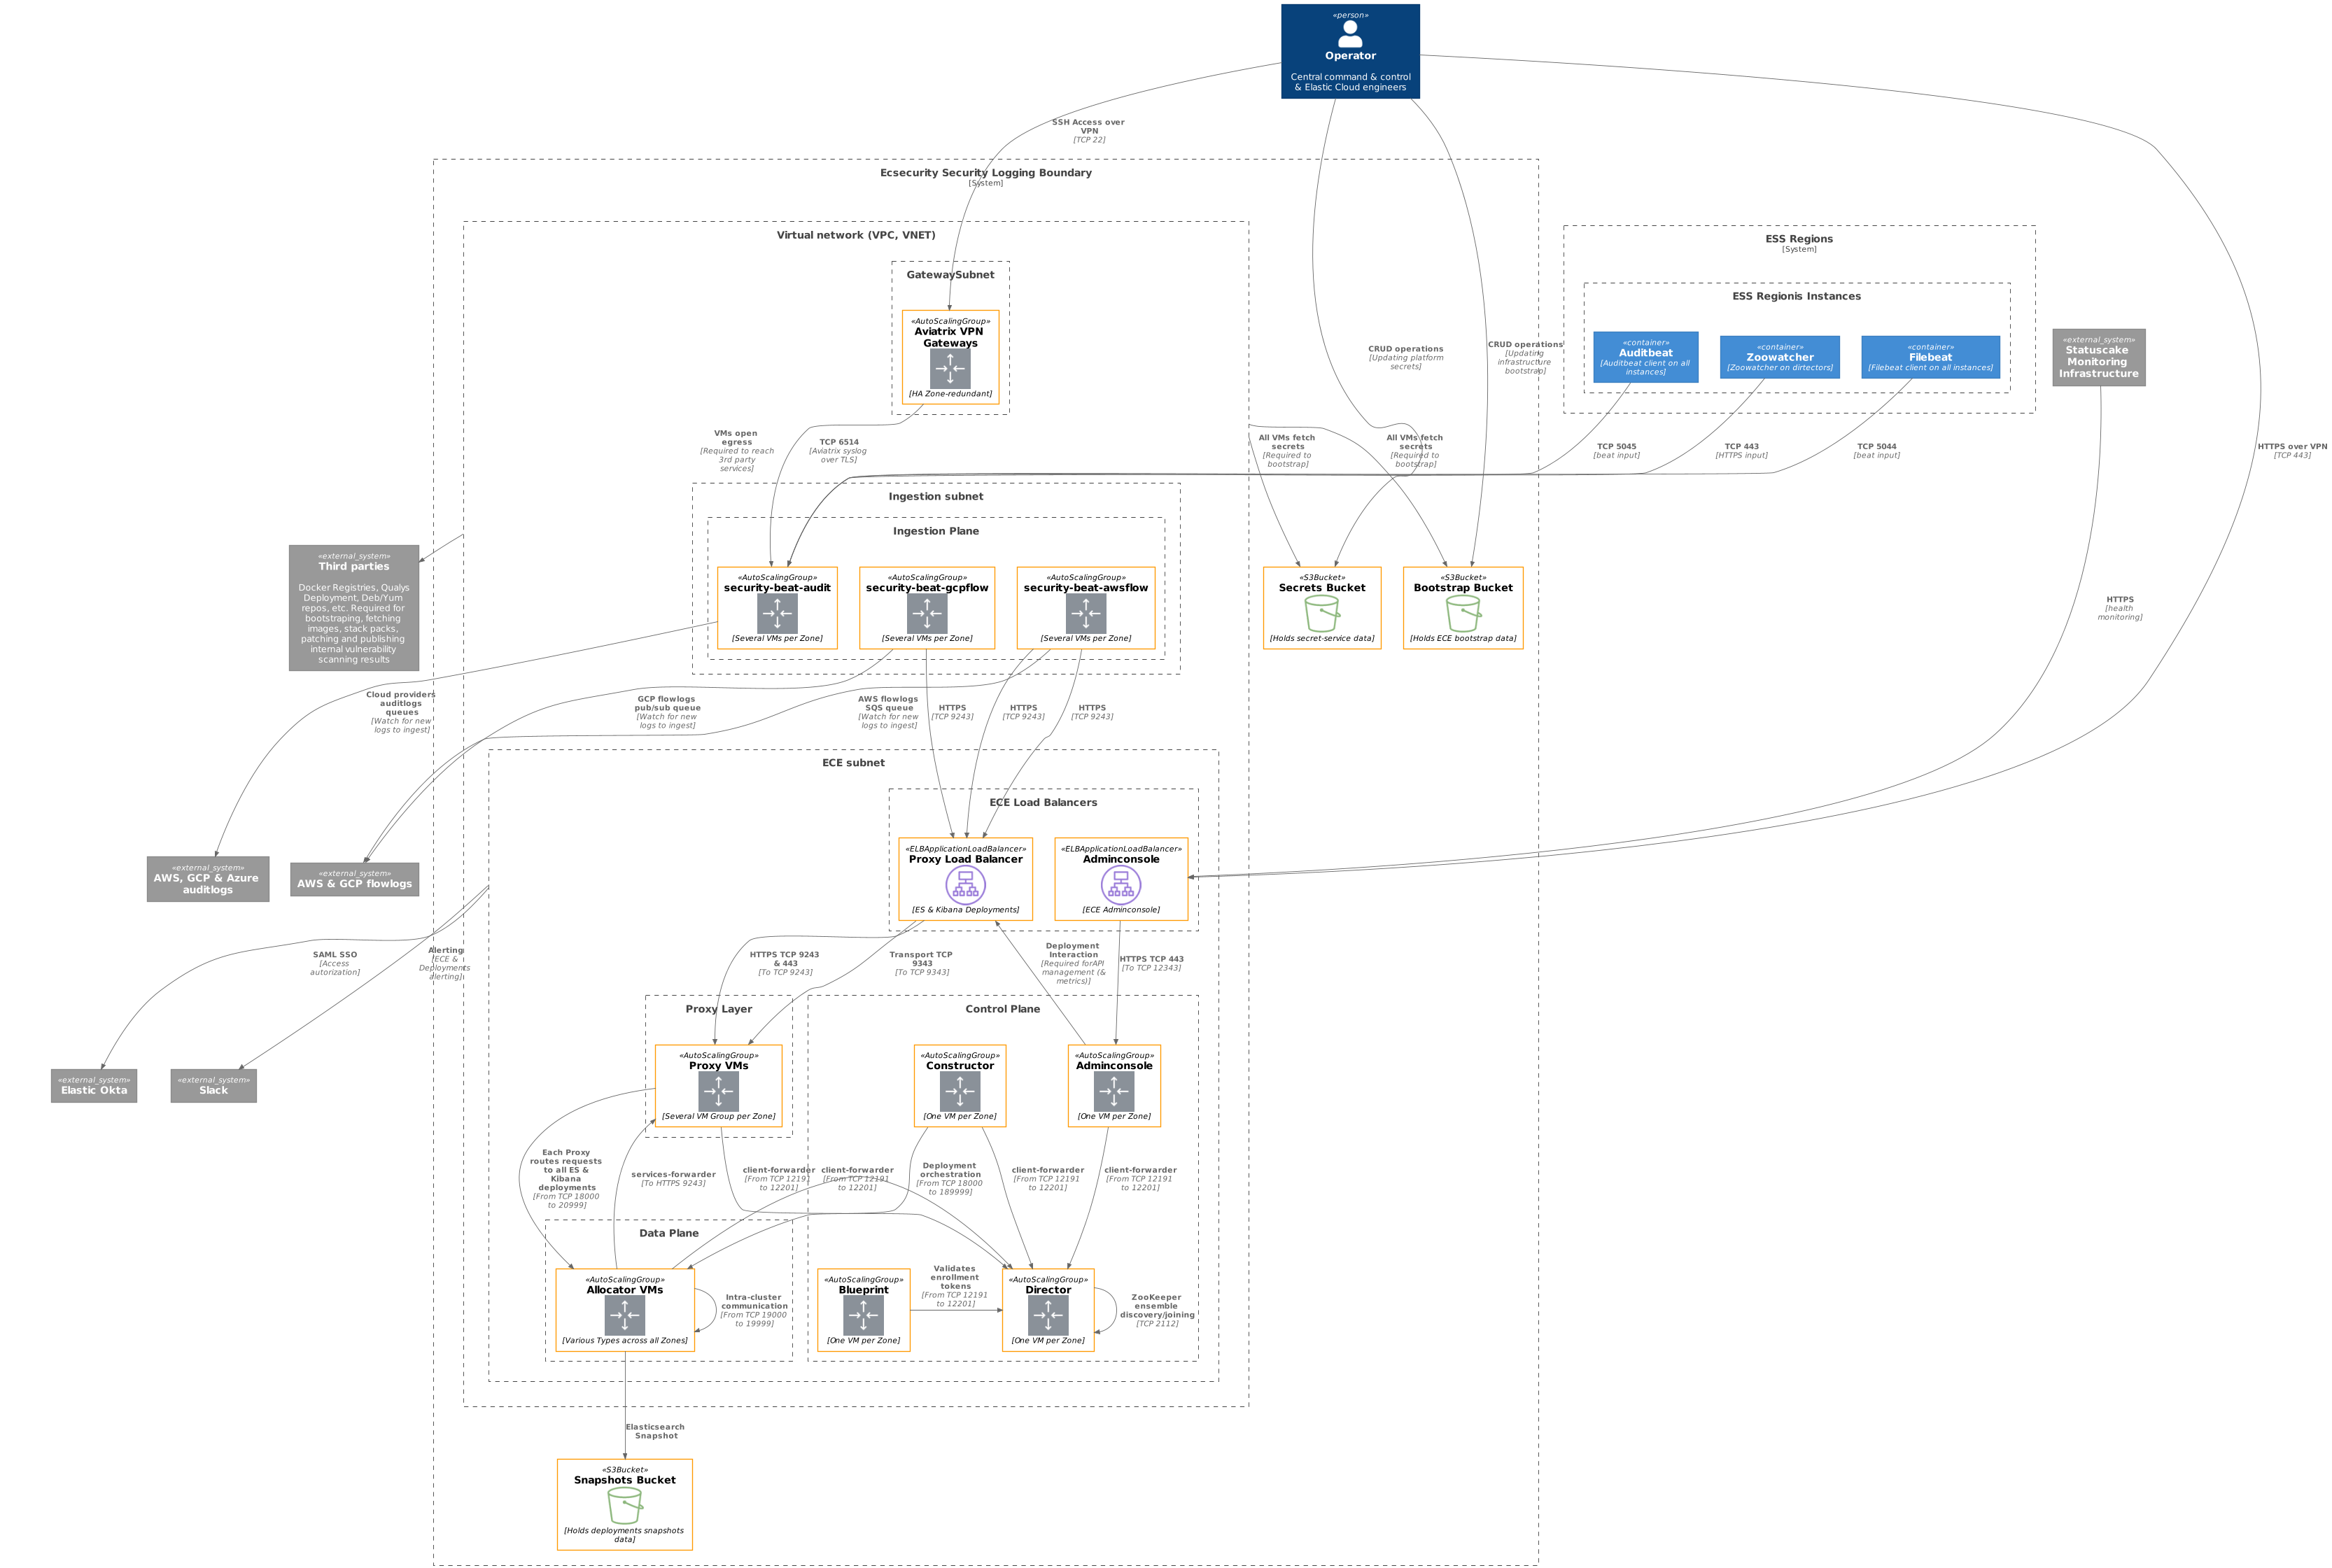 «person»
Operator
Central command & control
& Elastic Cloud engineers
SSH Access over
VPN
[TCP 22]
Ecsecurity Security Logging Boundary
[System]
Virtual network (VPC, VNET)
GatewaySubnet
«AutoScalingGroup»
Aviatrix VPN
Gateways
[HA Zone-redundant]
CRUD operations
[Updating platform
secrets]
CRUD operations
[Updating
infrastructure
bootstrap]
ESS Regions
[System]
ESS Regionis Instances
«container»
Auditbeat
[Auditbeat client on all
instances]
«container»
Zoowatcher
[Zoowatcher on dirtectors]
«container»
Filebeat
[Filebeat client on all instances]
«external_system»
Statuscake
Monitoring
Infrastructure
VMs open
egress
[Required to reach
3rd party
services]
TCP 6514
[Aviatrix syslog
over TLS]
All VMs fetch
secrets
[Required to
bootstrap]
All VMs fetch
secrets
[Required to
bootstrap]
TCP 5045
[beat input]
TCP 443
[HTTPS input]
TCP 5044
[beat input]
HTTPS over VPN
[TCP 443]
Ingestion subnet
Ingestion Plane
«external_system»
Third parties
Docker Registries, Qualys
Deployment, Deb/Yum
repos, etc. Required for
bootstraping, fetching
images, stack packs,
patching and publishing
internal vulnerability
scanning results
«AutoScalingGroup»
security-beat-audit
[Several VMs per Zone]
«AutoScalingGroup»
security-beat-gcpflow
[Several VMs per Zone]
«AutoScalingGroup»
security-beat-awsflow
[Several VMs per Zone]
«S3Bucket»
Secrets Bucket
[Holds secret-service data]
«S3Bucket»
Bootstrap Bucket
[Holds ECE bootstrap data]
HTTPS
[health
monitoring]
Cloud providers
auditlogs
queues
[Watch for new
logs to ingest]
GCP flowlogs
pub/sub queue
[Watch for new
logs to ingest]
AWS flowlogs
SQS queue
[Watch for new
logs to ingest]
HTTPS
[TCP 9243]
HTTPS
[TCP 9243]
HTTPS
[TCP 9243]
ECE subnet
ECE Load Balancers
«external_system»
AWS, GCP & Azure
auditlogs
«external_system»
AWS & GCP flowlogs
«ELBApplicationLoadBalancer»
Proxy Load Balancer
[ES & Kibana Deployments]
«ELBApplicationLoadBalancer»
Adminconsole
[ECE Adminconsole]
SAML SSO
[Access
autorization]
Alerting
[ECE &
Deployments
alerting]
HTTPS TCP 9243
& 443
[To TCP 9243]
Transport TCP
9343
[To TCP 9343]
Deployment
Interaction
[Required forAPI
management (&
metrics)]
HTTPS TCP 443
[To TCP 12343]
Proxy Layer
Control Plane
«external_system»
Elastic Okta
«external_system»
Slack
«AutoScalingGroup»
Proxy VMs
[Several VM Group per Zone]
«AutoScalingGroup»
Constructor
[One VM per Zone]
«AutoScalingGroup»
Adminconsole
[One VM per Zone]
Each Proxy
routes requests
to all ES &
Kibana
deployments
[From TCP 18000
to 20999]
services-forwarder
[To HTTPS 9243]
client-forwarder
[From TCP 12191
to 12201]
client-forwarder
[From TCP 12191
to 12201]
Deployment
orchestration
[From TCP 18000
to 189999]
client-forwarder
[From TCP 12191
to 12201]
client-forwarder
[From TCP 12191
to 12201]
Data Plane
«AutoScalingGroup»
Allocator VMs
[Various Types across all Zones]
Intra-cluster
communication
[From TCP 19000
to 19999]
«AutoScalingGroup»
Blueprint
[One VM per Zone]
Validates
enrollment
tokens
[From TCP 12191
to 12201]
«AutoScalingGroup»
Director
[One VM per Zone]
ZooKeeper
ensemble
discovery/joining
[TCP 2112]
Elasticsearch
Snapshot
«S3Bucket»
Snapshots Bucket
[Holds deployments snapshots
data]